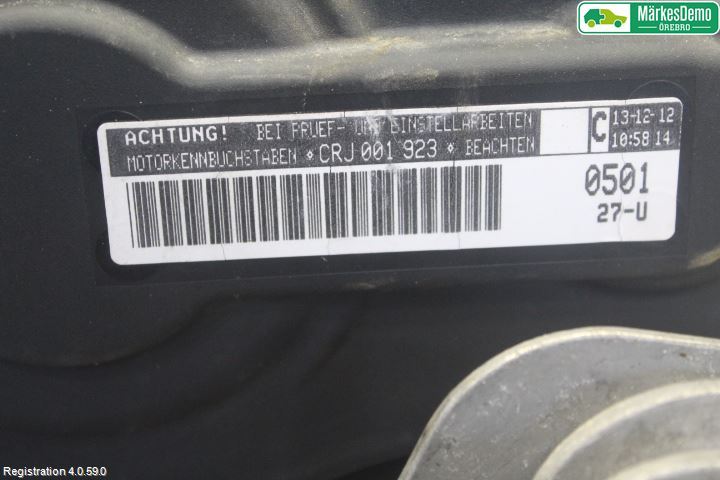 MärkesDemo
ÖREBRO
ACHTUNG! BEI PRUEF- UND EINSTELLARBEITEN
MOTORKENNBUCHSTABEN CRJ 001 923 BEACHTEN
C
13-12-12
10:58 14
0501
27-U
Registration 4.0.59.0